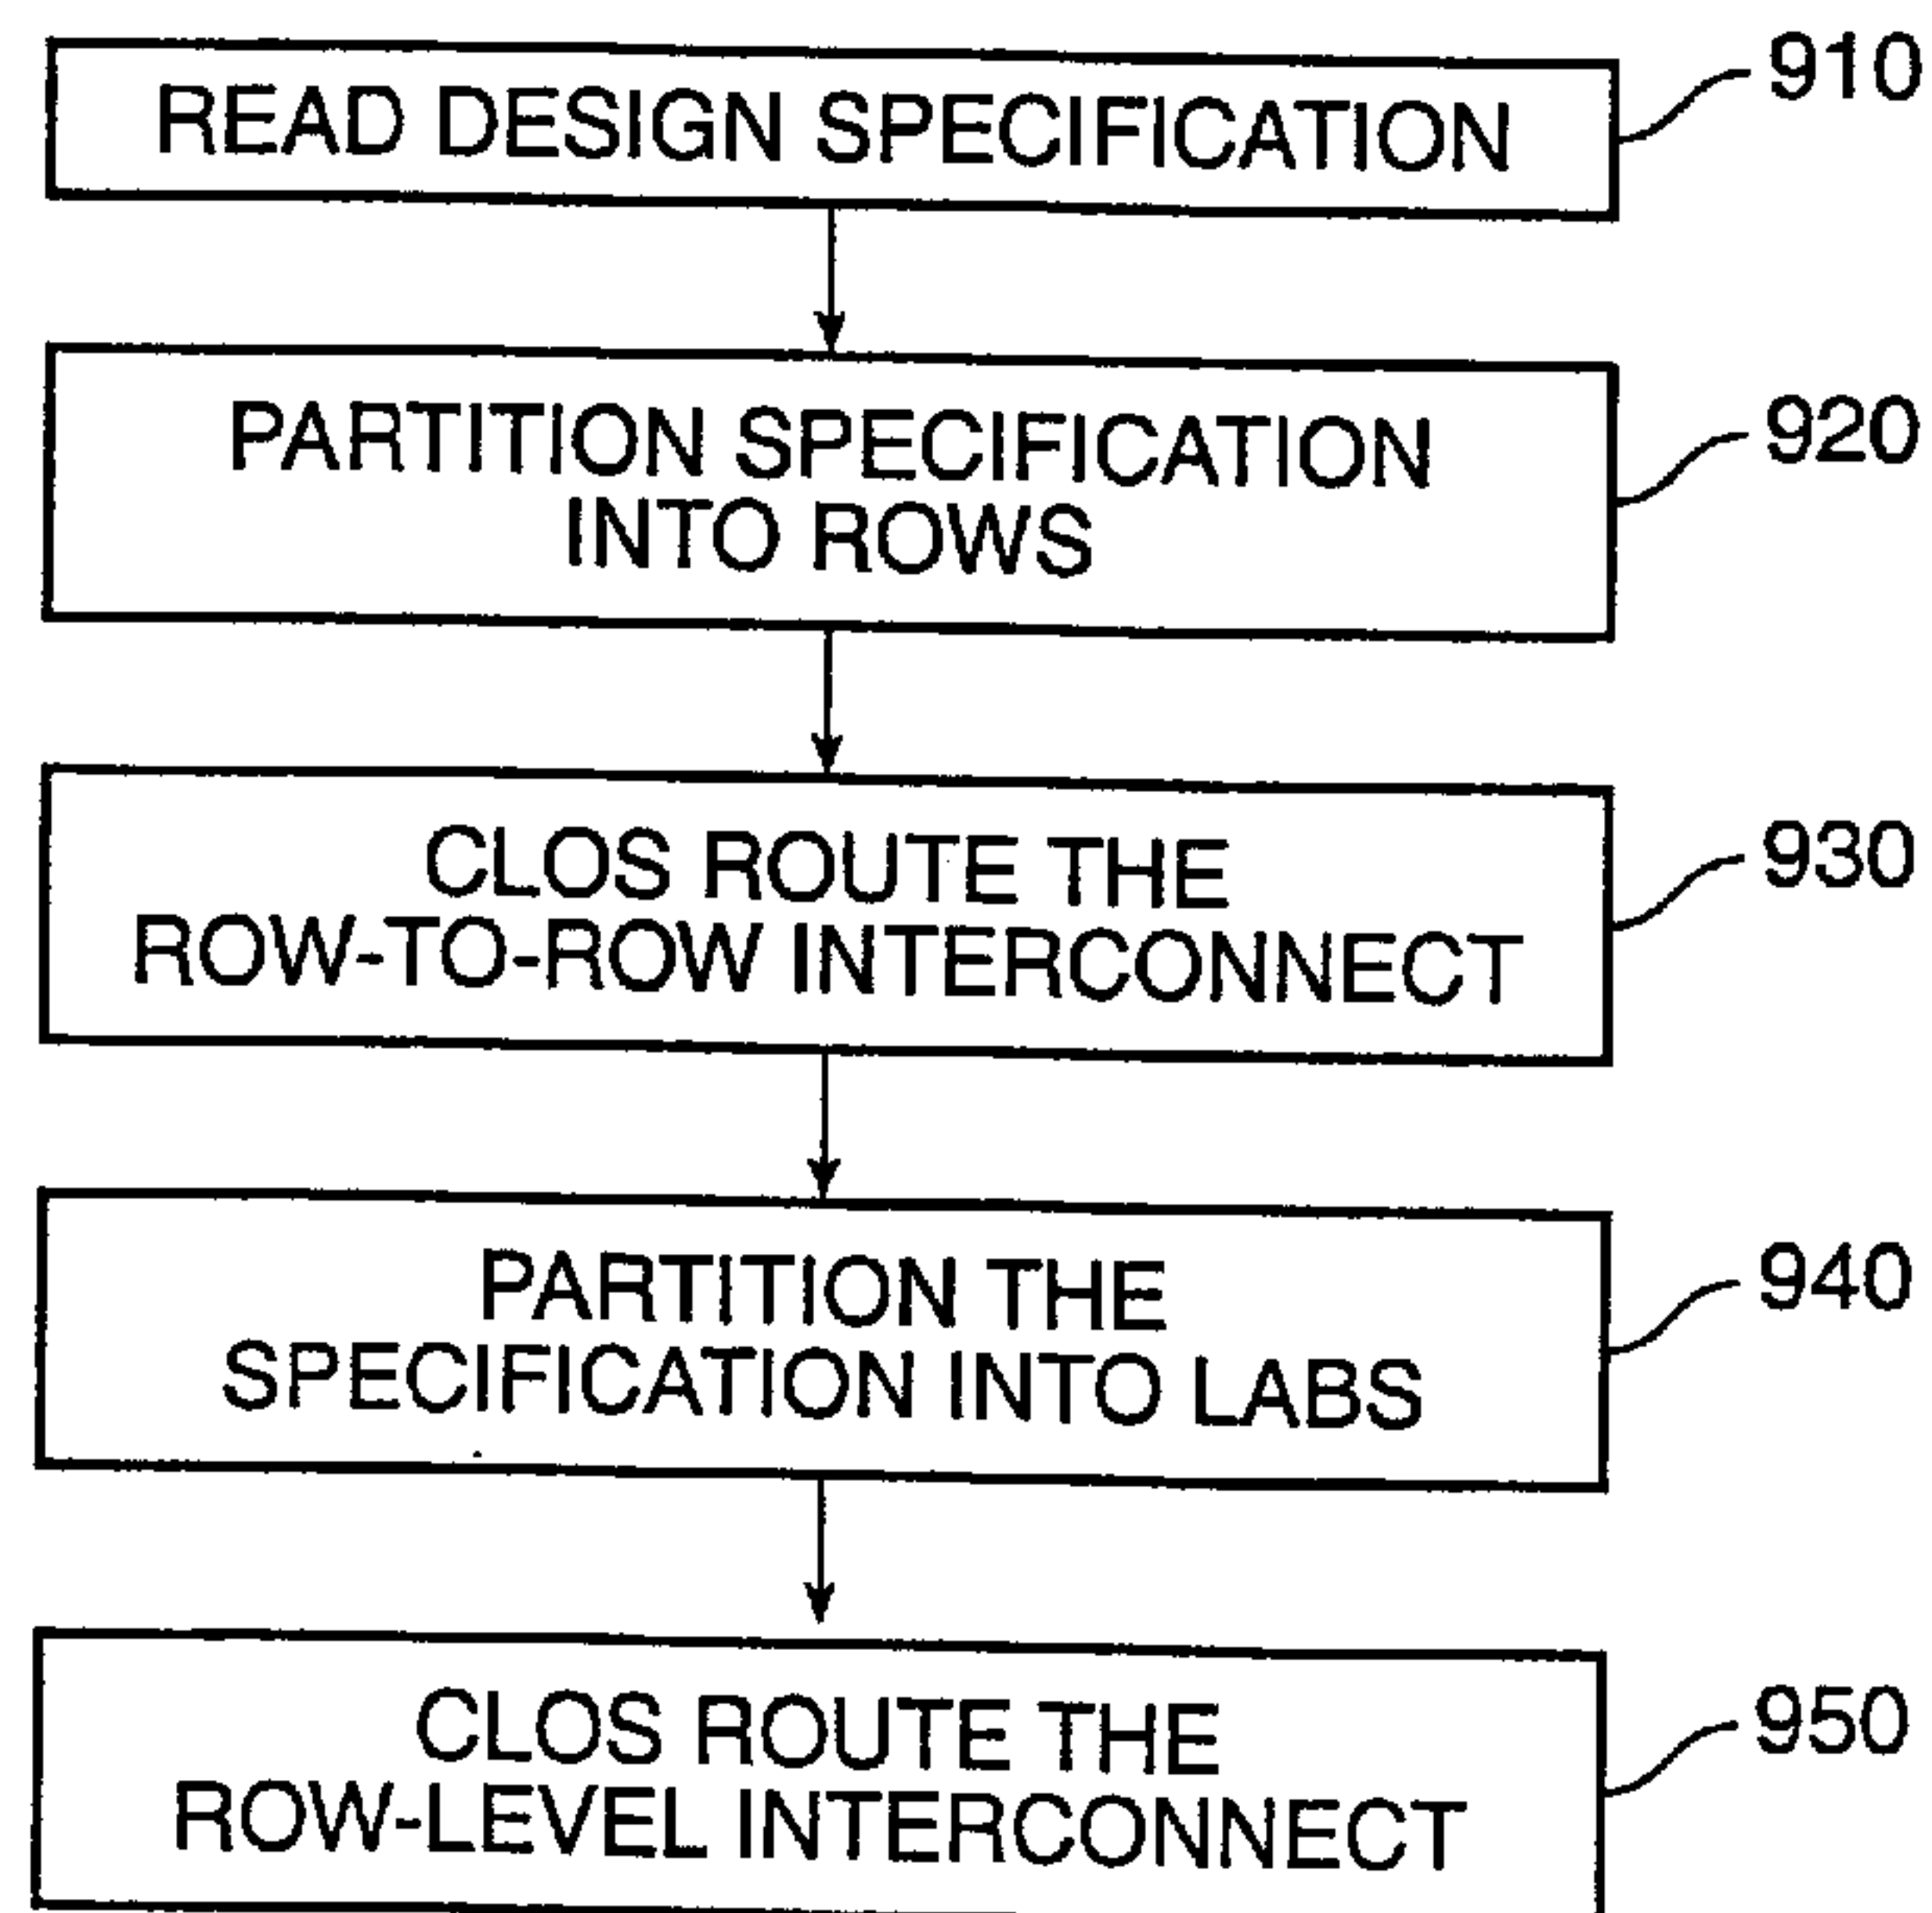 READ DESIGN SPECIFICATION
910
PARTITION SPECIFICATION
INTO ROWS
920
CLOS ROUTE THE
ROW-TO-ROW INTERCONNECT
930
PARTITION THE
SPECIFICATION INTO LABS
940
CLOS ROUTE THE
ROW-LEVEL INTERCONNECT
950